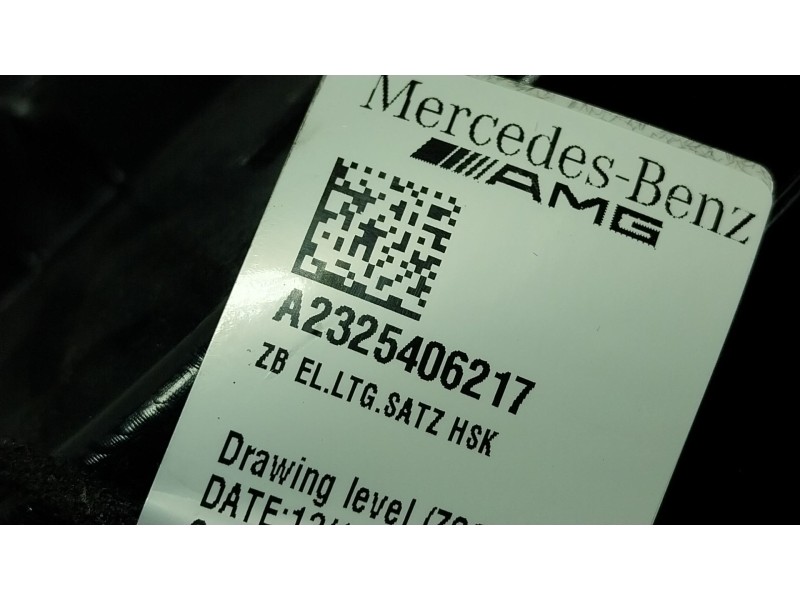 Mercedes-Benz
AMG
A2325406217
ZB EL.LTG.SATZ HSK
Drawing level
DATE: